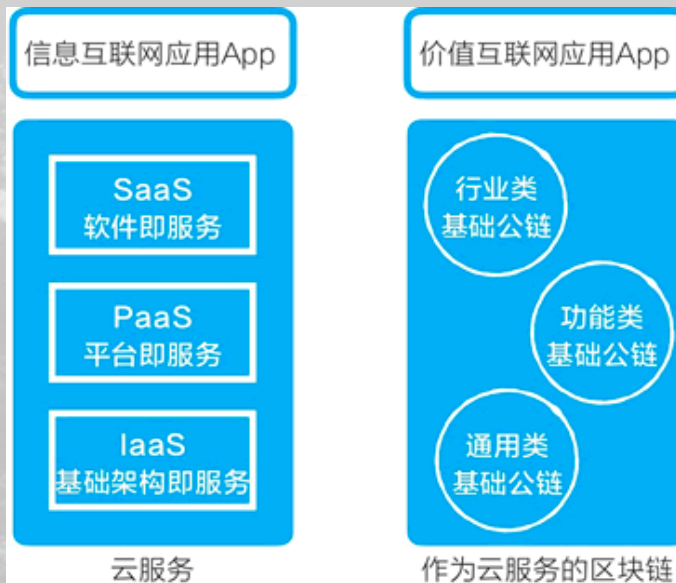 信息互联网应用App
SaaS
软件即服务
PaaS
平台即服务
IaaS
基础架构即服务
云服务
价值互联网应用App
行业类
基础公链
功能类
基础公链
通用类
基础公链
作为云服务的区块链